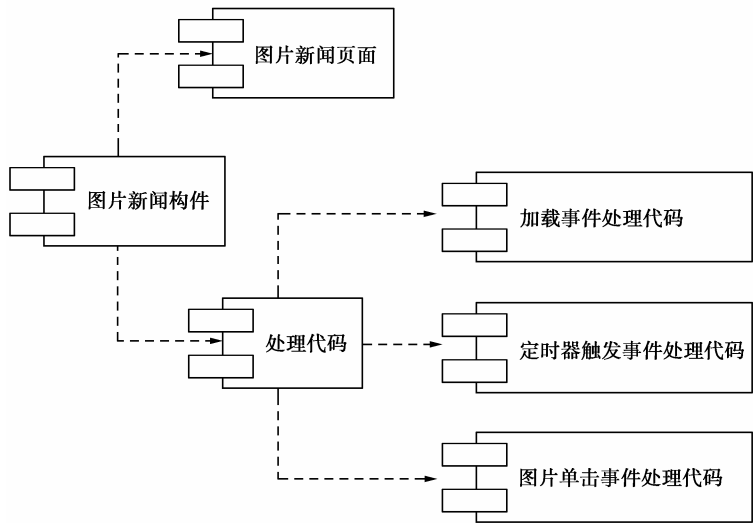 图片新闻页面
图片新闻构件
加载事件处理代码
处理代码
定时器触发事件处理代码
图片单击事件处理代码